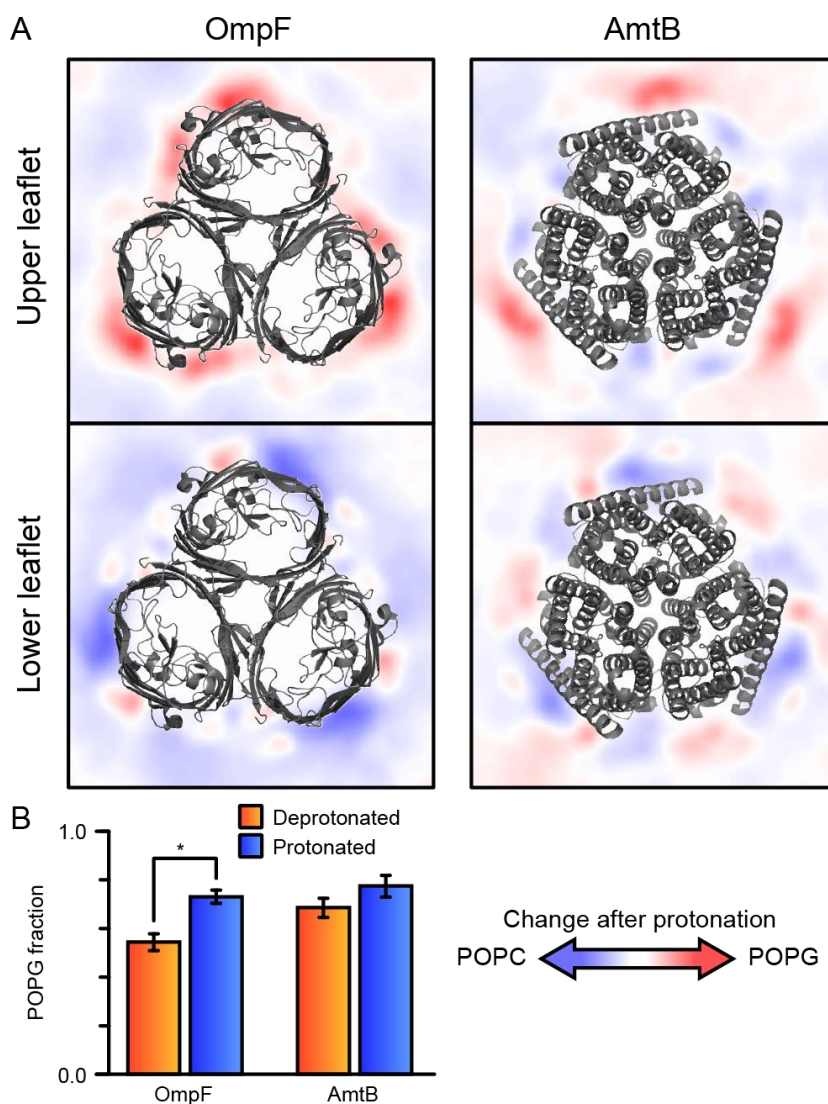 A
OmpF
AmtB
Upper leaflet
Lower leaflet
B
Deprotonated
Protonated
*
1.0
POPG fraction
0.0
OmpF
AmtB
Change after protonation
POPC
POPG